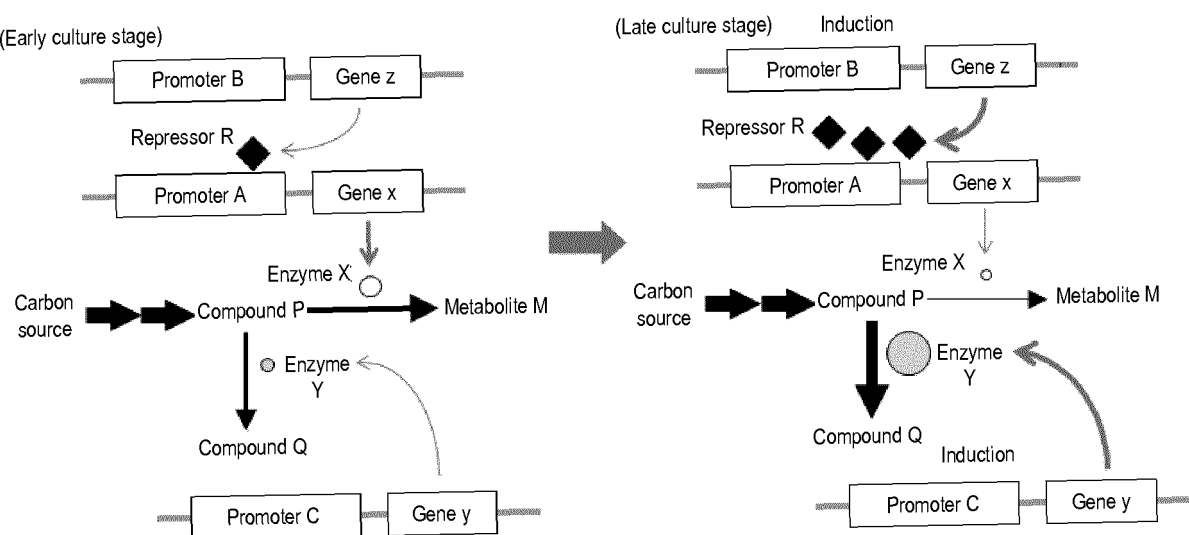 (Early culture stage)
Promoter B
Gene z
Repressor R
Promoter A
Gene x
Enzyme X
Carbon
source
Compound P
Metabolite M
Enzyme
Y
Compound Q
Promoter C
Gene y
(Late culture stage)
Induction
Promoter B
Gene z
Repressor R
Promoter A
Gene x
Enzyme X
Carbon
source
Compound P
Metabolite M
Enzyme
Y
Compound Q
Induction
Promoter C
Gene y